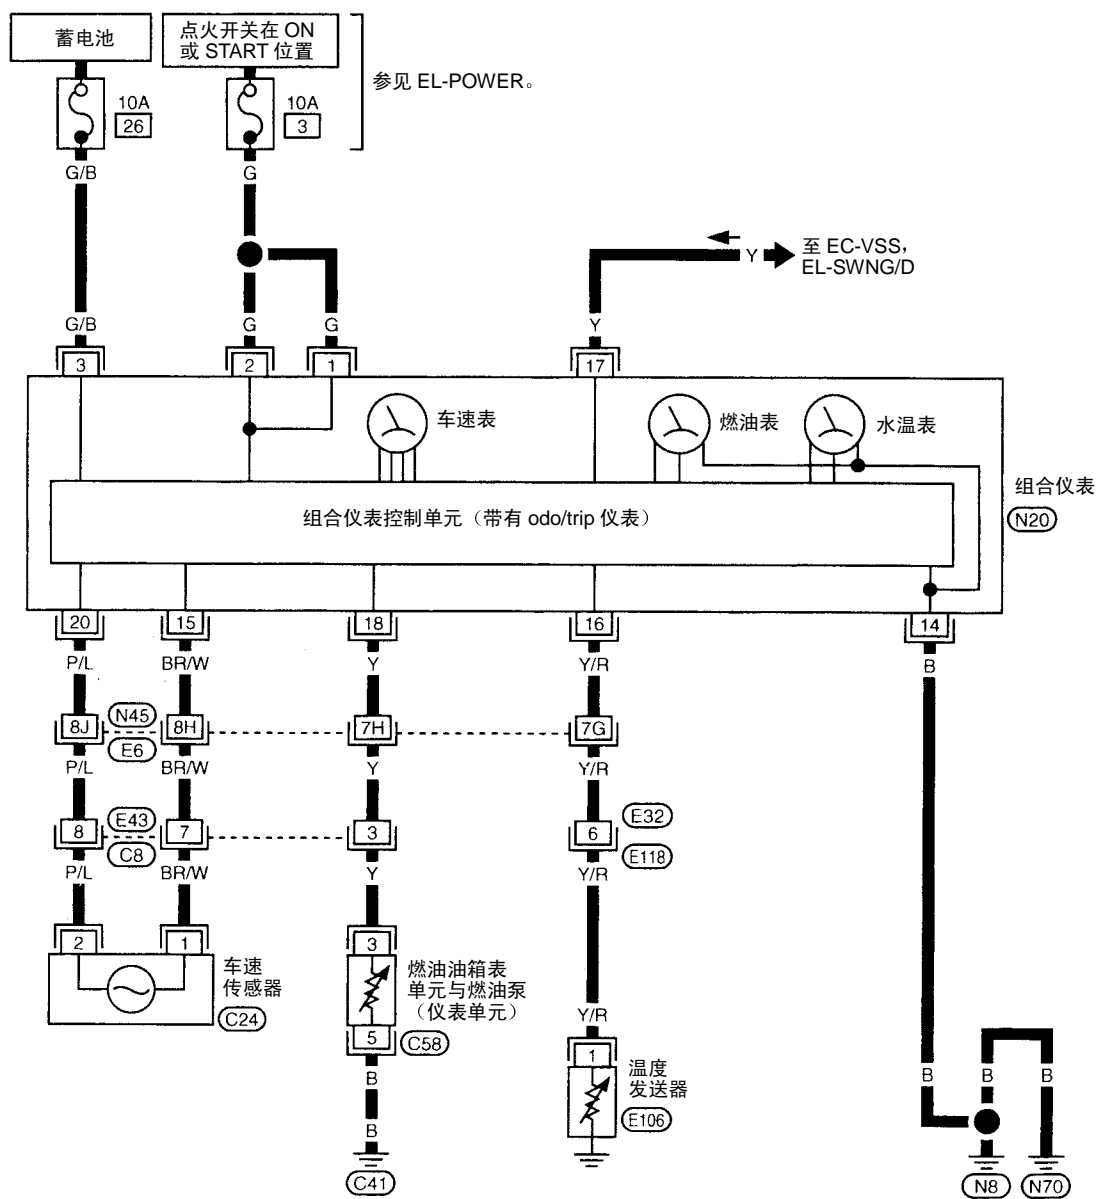 蓄电池
点火开关在 ON
或 START 位置
参见 EL-POWER。
10A
26
10A
3
G/B
G
至 EC-VSS，
EL-SWNG/D
Y
G/B
G
G
Y
3
2
1
17
车速表
燃油表
水温表
组合仪表
N20
组合仪表控制单元（带有 odo/trip 仪表）
20
15
18
16
14
P/L
BR/W
Y
Y/R
B
8J
N45
E6
8H
7H
7G
P/L
BR/W
Y
Y/R
8
E43
C8
7
3
6
E32
E118
P/L
BR/W
Y
Y/R
2
1
3
车速
传感器
C24
燃油油箱表
单元与燃油泵
（仪表单元）
5
C58
Y/R
1
温度
发送器
E106
B
B
B
B
B
C41
N8
N70